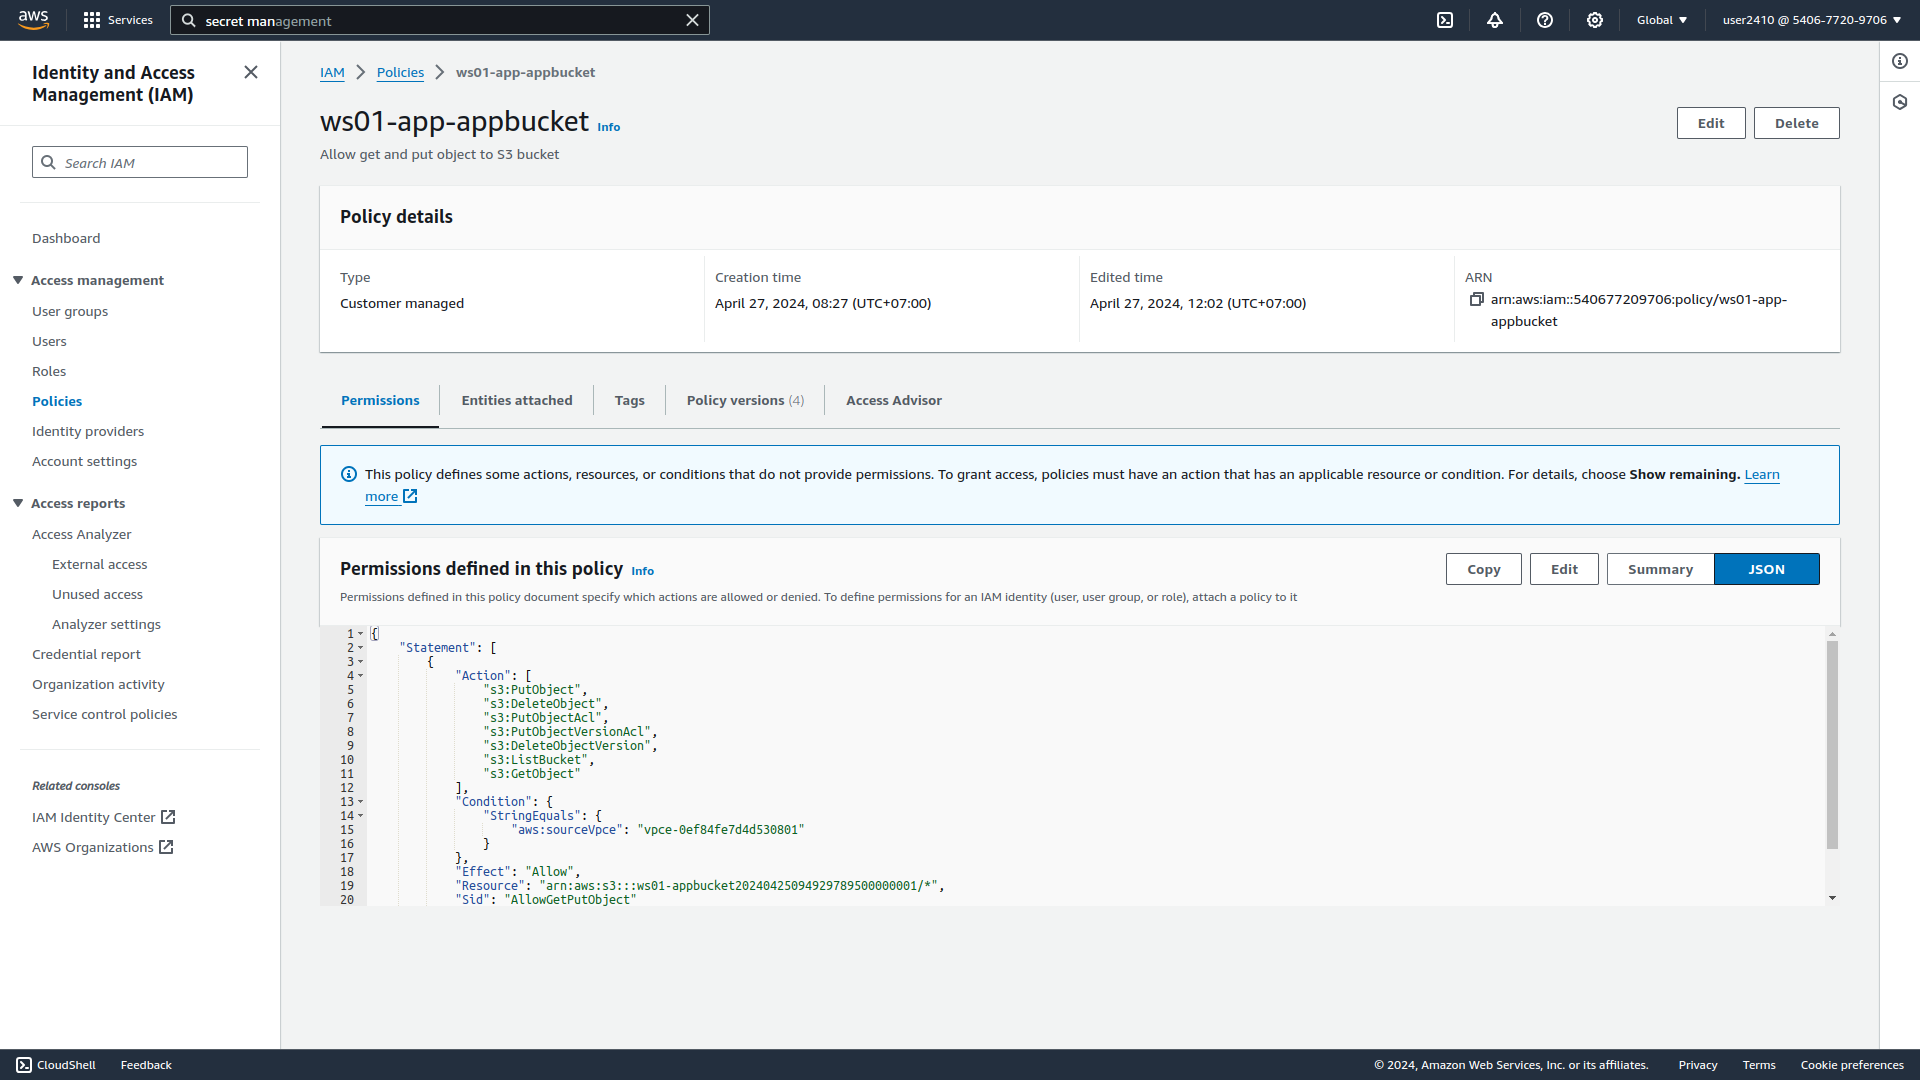 aws
Services
secret management
Global
user2410 @ 5406-7720-9706
Identity and Access
Management (IAM)
Search IAM
Dashboard
Access management
User groups
Users
Roles
Policies
Identity providers
Account settings
Access reports
Access Analyzer
External access
Unused access
Analyzer settings
Credential report
Organization activity
Service control policies
Related consoles
IAM Identity Center
AWS Organizations
IAM
Policies
ws01-app-appbucket
ws01-app-appbucket Info
Edit
Delete
Allow get and put object to S3 bucket
Policy details
Type
Customer managed
Creation time
April 27, 2024, 08:27 (UTC+07:00)
Edited time
April 27, 2024, 12:02 (UTC+07:00)
ARN
arn:aws:iam::540677209706:policy/ws01-app-
appbucket
Permissions
Entities attached
Tags
Policy versions (4)
Access Advisor
This policy defines some actions, resources, or conditions that do not provide permissions. To grant access, policies must have an action that has an applicable resource or condition. For details, choose Show remaining. Learn
more
Permissions defined in this policy Info
Copy
Edit
Summary
JSON
Permissions defined in this policy document specify which actions are allowed or denied. To define permissions for an IAM identity (user, user group, or role), attach a policy to it
1 {
2 "Statement": [
3 {
4 "Action": [
5 "s3:PutObject",
6 "s3:DeleteObject",
7 "s3:PutObjectAcl",
8 "s3:PutObjectVersionAcl",
9 "s3:DeleteObjectVersion",
10 "s3:ListBucket",
11 "s3:GetObject"
12 ],
13 "Condition": {
14 "StringEquals": {
15 "aws:sourceVpce": "vpce-0ef84fe7d4d530801"
16 }
17 },
18 "Effect": "Allow",
19 "Resource": "arn:aws:s3:::ws01-appbucket20240425094929789500000001/*",
20 "Sid": "AllowGetPutObject"
CloudShell
Feedback
© 2024, Amazon Web Services, Inc. or its affiliates.
Privacy
Terms
Cookie preferences